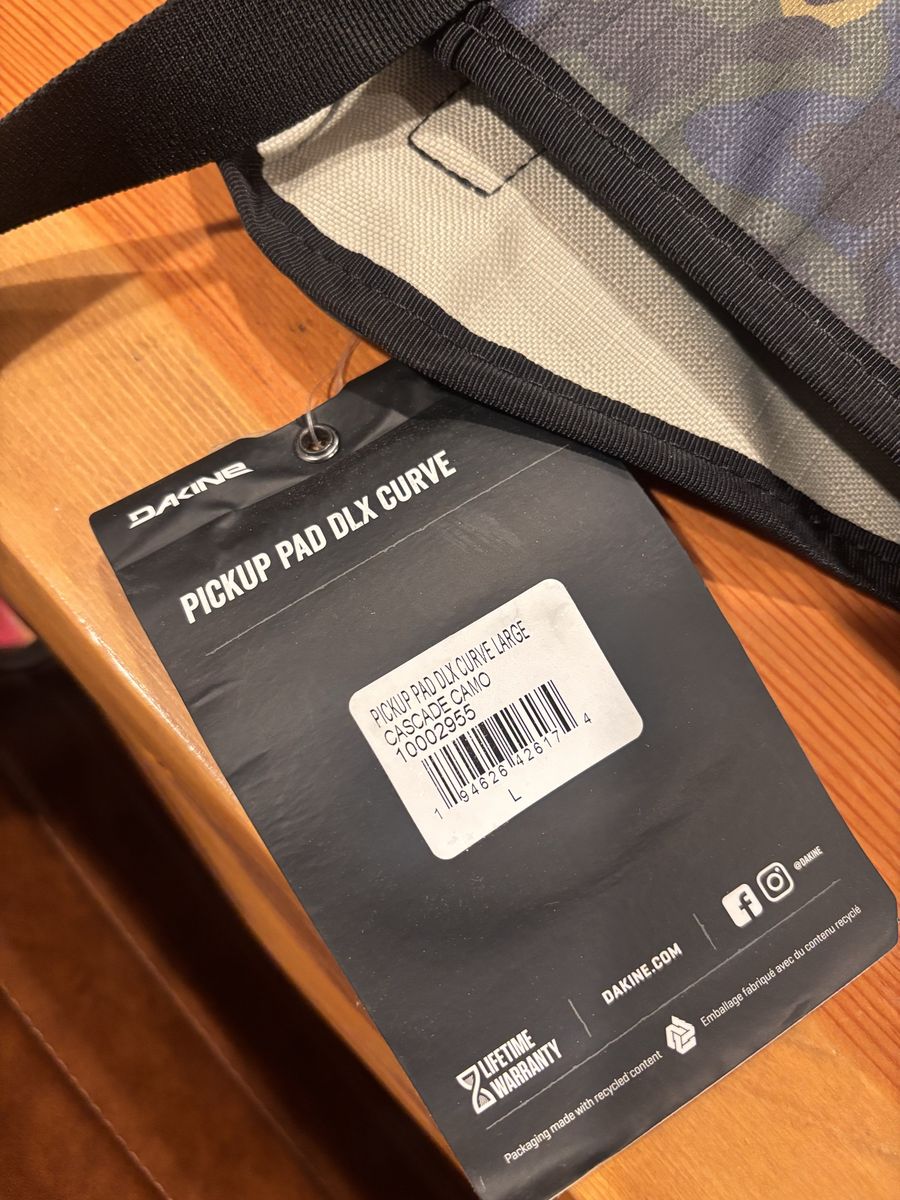 DAKINE
PICKUP PAD DLX CURVE
PICKUP PAD DLX CURVE LARGE
CASCADE CAMO
10002955
1 94626 42617 4
L
@DAKINE
DAKINE.COM
LIFETIME
WARRANTY
Packaging made with recycled content
Emballage fabriqué avec du contenu recyclé